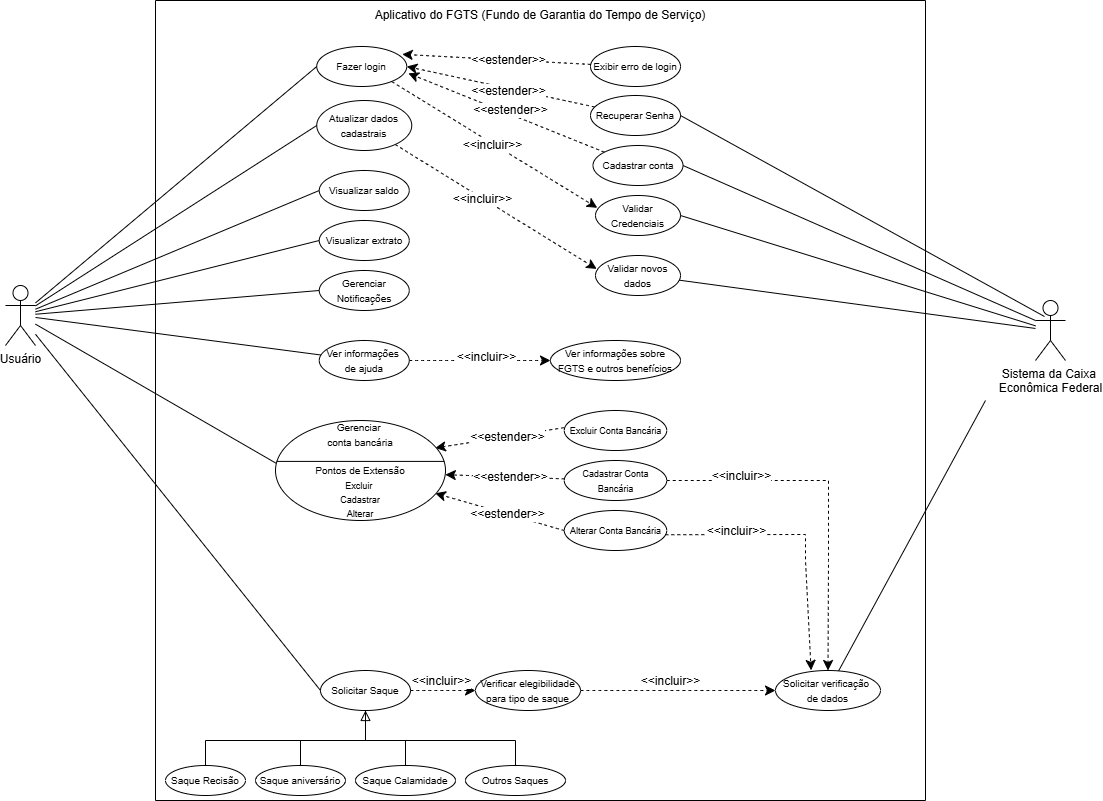 Aplicativo do FGTS (Fundo de Garantia do Tempo de Serviço)
Fazer login
<<estender>>
Exibir erro de login
<<estender>>
Recuperar Senha
<<estender>>
Atualizar dados
cadastrais
<<incluir>>
Cadastrar conta
Visualizar saldo
<<incluir>>
Validar
Credenciais
Visualizar extrato
Validar novos
dados
Gerenciar
Notificações
Usuário
Ver informações
de ajuda
<<incluir>>
Ver informações sobre
FGTS e outros benefícios
Sistema da Caixa
Econômica Federal
Gerenciar
conta bancária
Pontos de Extensão
Excluir
Cadastrar
Alterar
<<estender>>
Excluir Conta Bancária
<<estender>>
Cadastrar Conta
Bancária
<<incluir>>
<<estender>>
Alterar Conta Bancária
<<incluir>>
Solicitar Saque
<<incluir>>
Verificar elegibilidade
para tipo de saque
<<incluir>>
Solicitar verificação
de dados
Saque Recisão
Saque aniversário
Saque Calamidade
Outros Saques